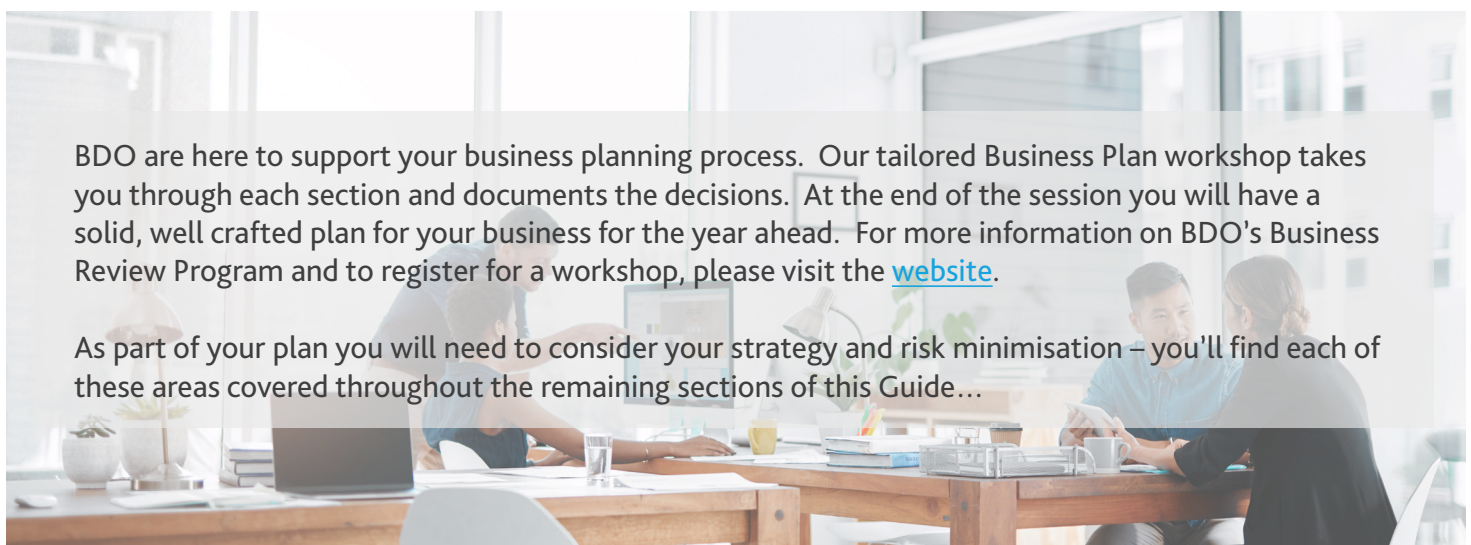 BDO are here to support your business planning process.  Our tailored Business Plan workshop takes
you through each section and documents the decisions.  At the end of the session you will have a
solid, well crafted plan for your business for the year ahead.  For more information on BDO's Business
Review Program and to register for a workshop, please visit the website.
As part of your plan you will need to consider your strategy and risk minimisation – you'll find each of
these areas covered throughout the remaining sections of this Guide…